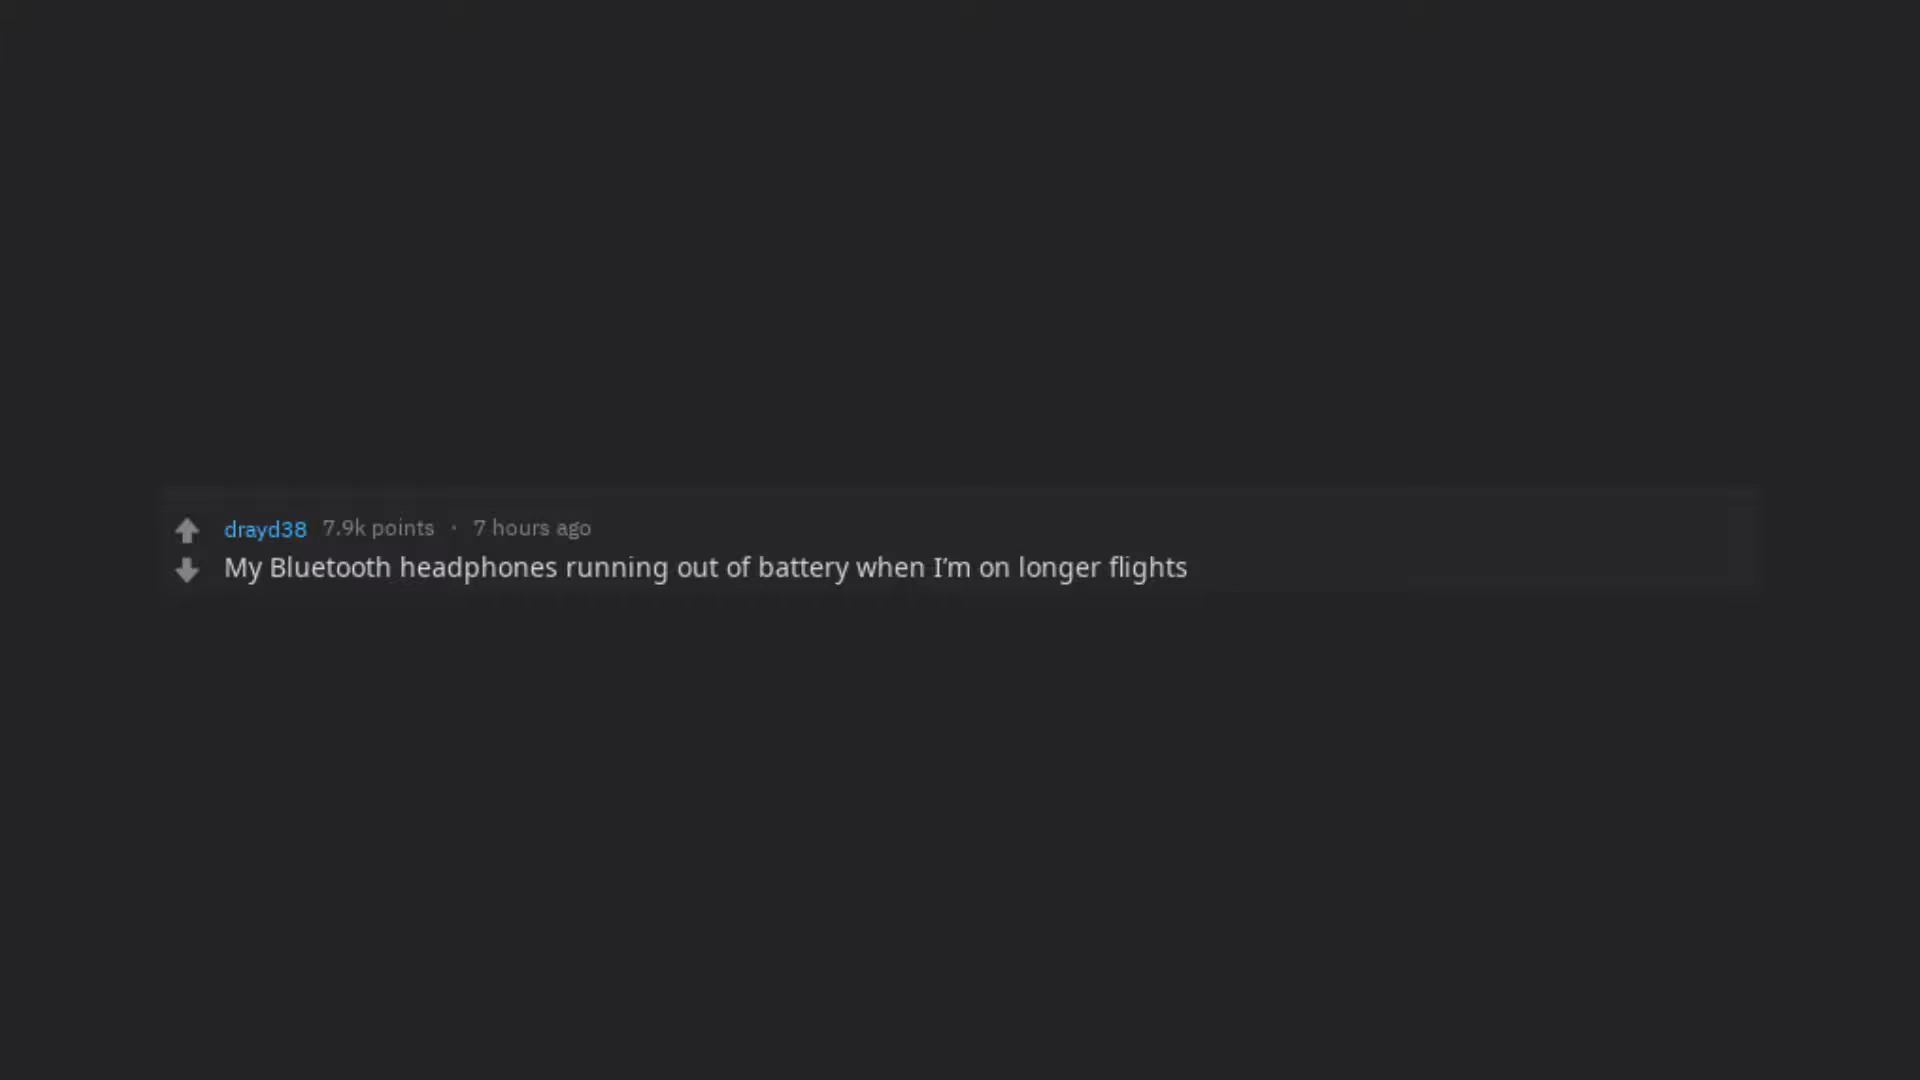 drayd38 7.9k points · 7 hours ago
My Bluetooth headphones running out of battery when I’m on longer flights